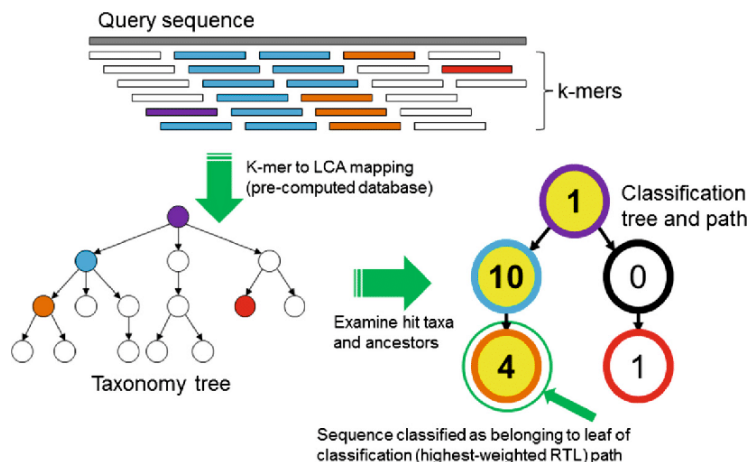 Query sequence
k-mers
K-mer to LCA mapping
(pre-computed database)
Classification
tree and path
1
10
0
4
1
Examine hit taxa
and ancestors
Taxonomy tree
Sequence classified as belonging to leaf of
classification (highest-weighted RTL) path